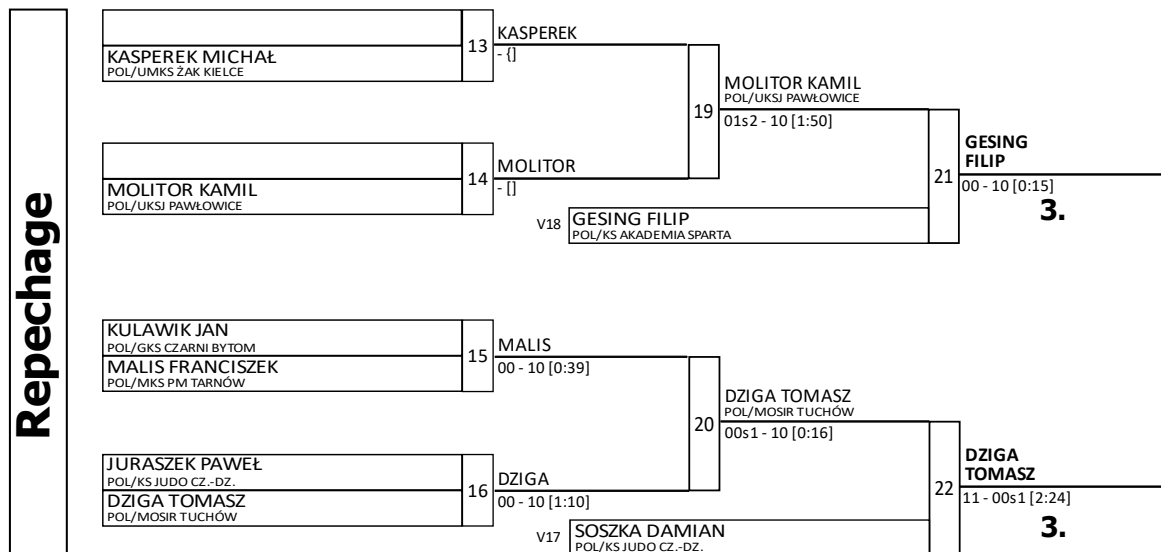 Repechage
KASPEREK MICHAŁ
POL/UMKS ŻAK KIELCE
13
KASPEREK
- {]
MOLITOR KAMIL
POL/UKSJ PAWŁOWICE
14
MOLITOR
- []
19
MOLITOR KAMIL
POL/UKSJ PAWŁOWICE
01s2 - 10 [1:50]
V18
GESING FILIP
POL/KS AKADEMIA SPARTA
21
GESING
FILIP
00 - 10 [0:15]
3.
KULAWIK JAN
POL/GKS CZARNI BYTOM
MALIS FRANCISZEK
POL/MKS PM TARNÓW
15
MALIS
00 - 10 [0:39]
JURASZEK PAWEŁ
POL/KS JUDO CZ.-DZ.
DZIGA TOMASZ
POL/MOSIR TUCHÓW
16
DZIGA
00 - 10 [1:10]
20
DZIGA TOMASZ
POL/MOSIR TUCHÓW
00s1 - 10 [0:16]
V17
SOSZKA DAMIAN
POL/KS JUDO CZ.-DZ.
22
DZIGA
TOMASZ
11 - 00s1 [2:24]
3.